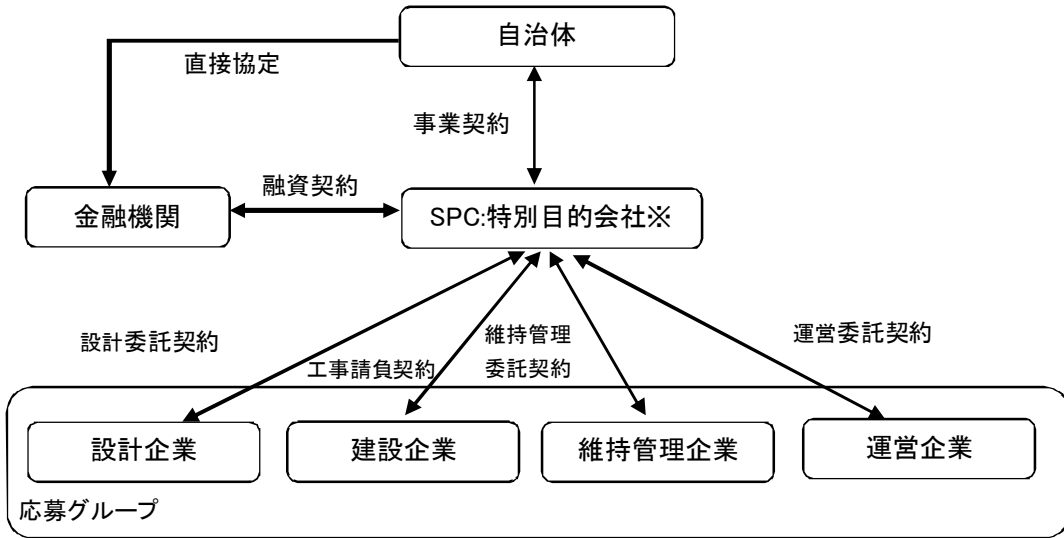 自治体
直接協定
事業契約
融資契約
金融機関
SPC:特別目的会社※
設計委託契約
工事請負契約
維持管理
委託契約
運営委託契約
設計企業
建設企業
維持管理企業
運営企業
応募グループ